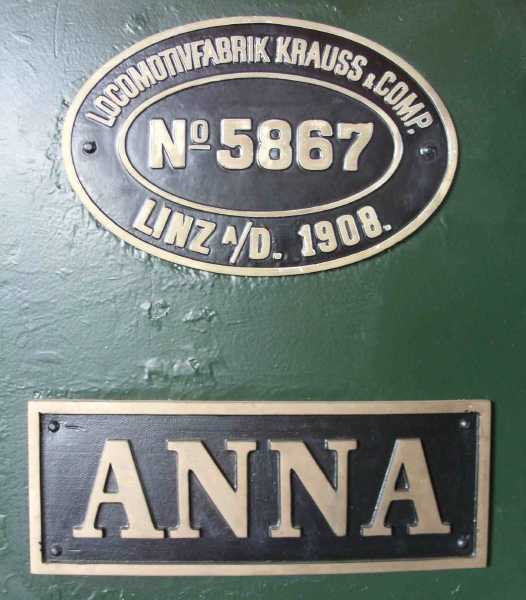 LOCOMOTIVFABRIK KRAUSS & COMP.
Nº 5867
LINZ A/D. 1908.
ANNA